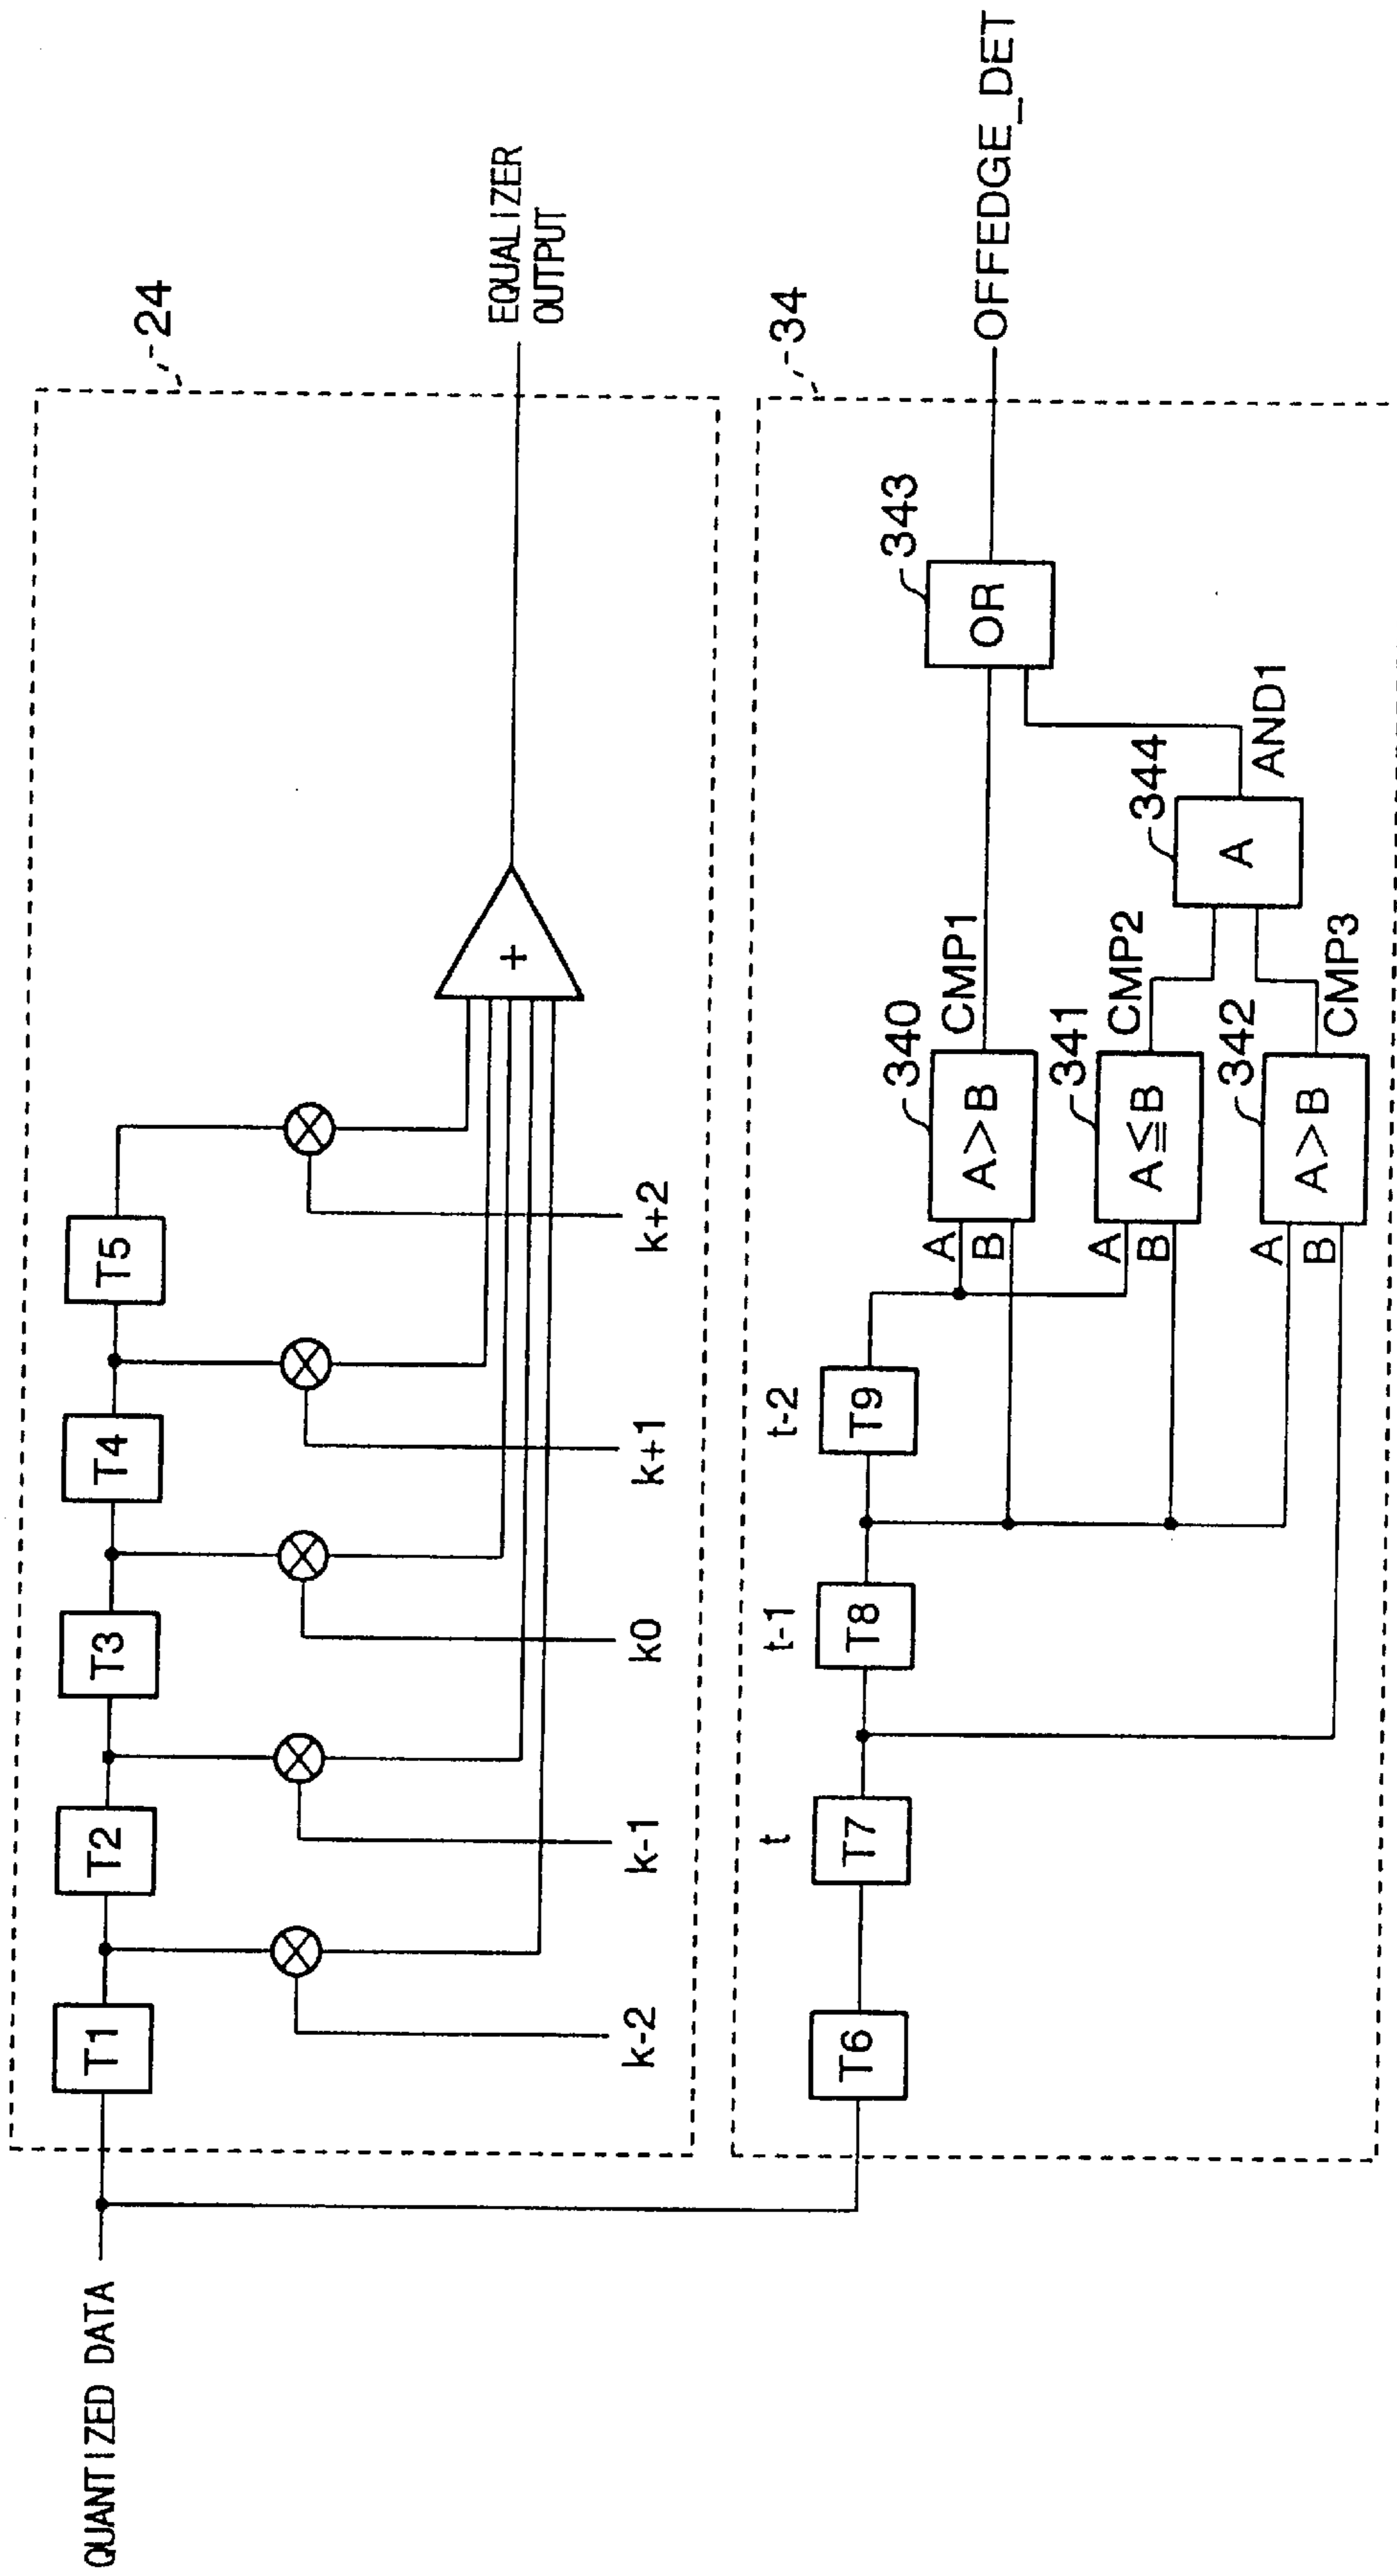 QUANTIZED DATA
24
T1
T2
T3
T4
T5
k-2
k-1
k0
k+1
k+2
+
EQUALIZER
OUTPUT
34
t
t-1
t-2
T6
T7
T8
T9
A
B
340
A>B
CMP1
A
B
341
A≦B
CMP2
A
B
342
A>B
CMP3
344
A
AND1
343
OR
OFFEDGE_DET